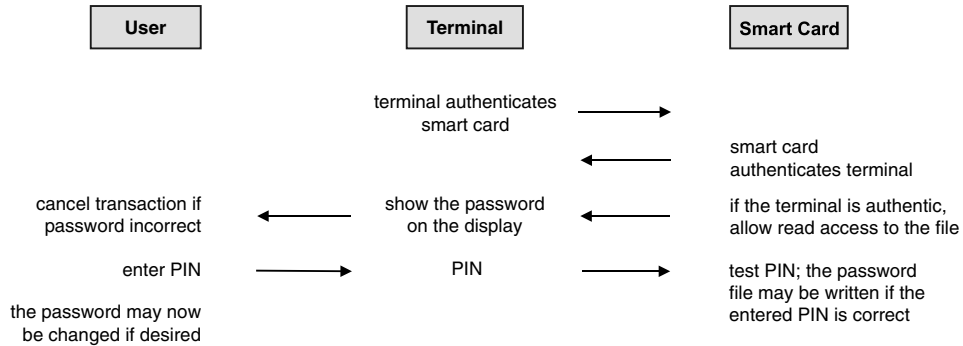 User
Terminal
Smart Card
terminal authenticates
smart card
smart card
authenticates terminal
cancel transaction if
password incorrect
show the password
on the display
if the terminal is authentic,
allow read access to the file
enter PIN
PIN
test PIN; the password
file may be written if the
entered PIN is correct
the password may now
be changed if desired